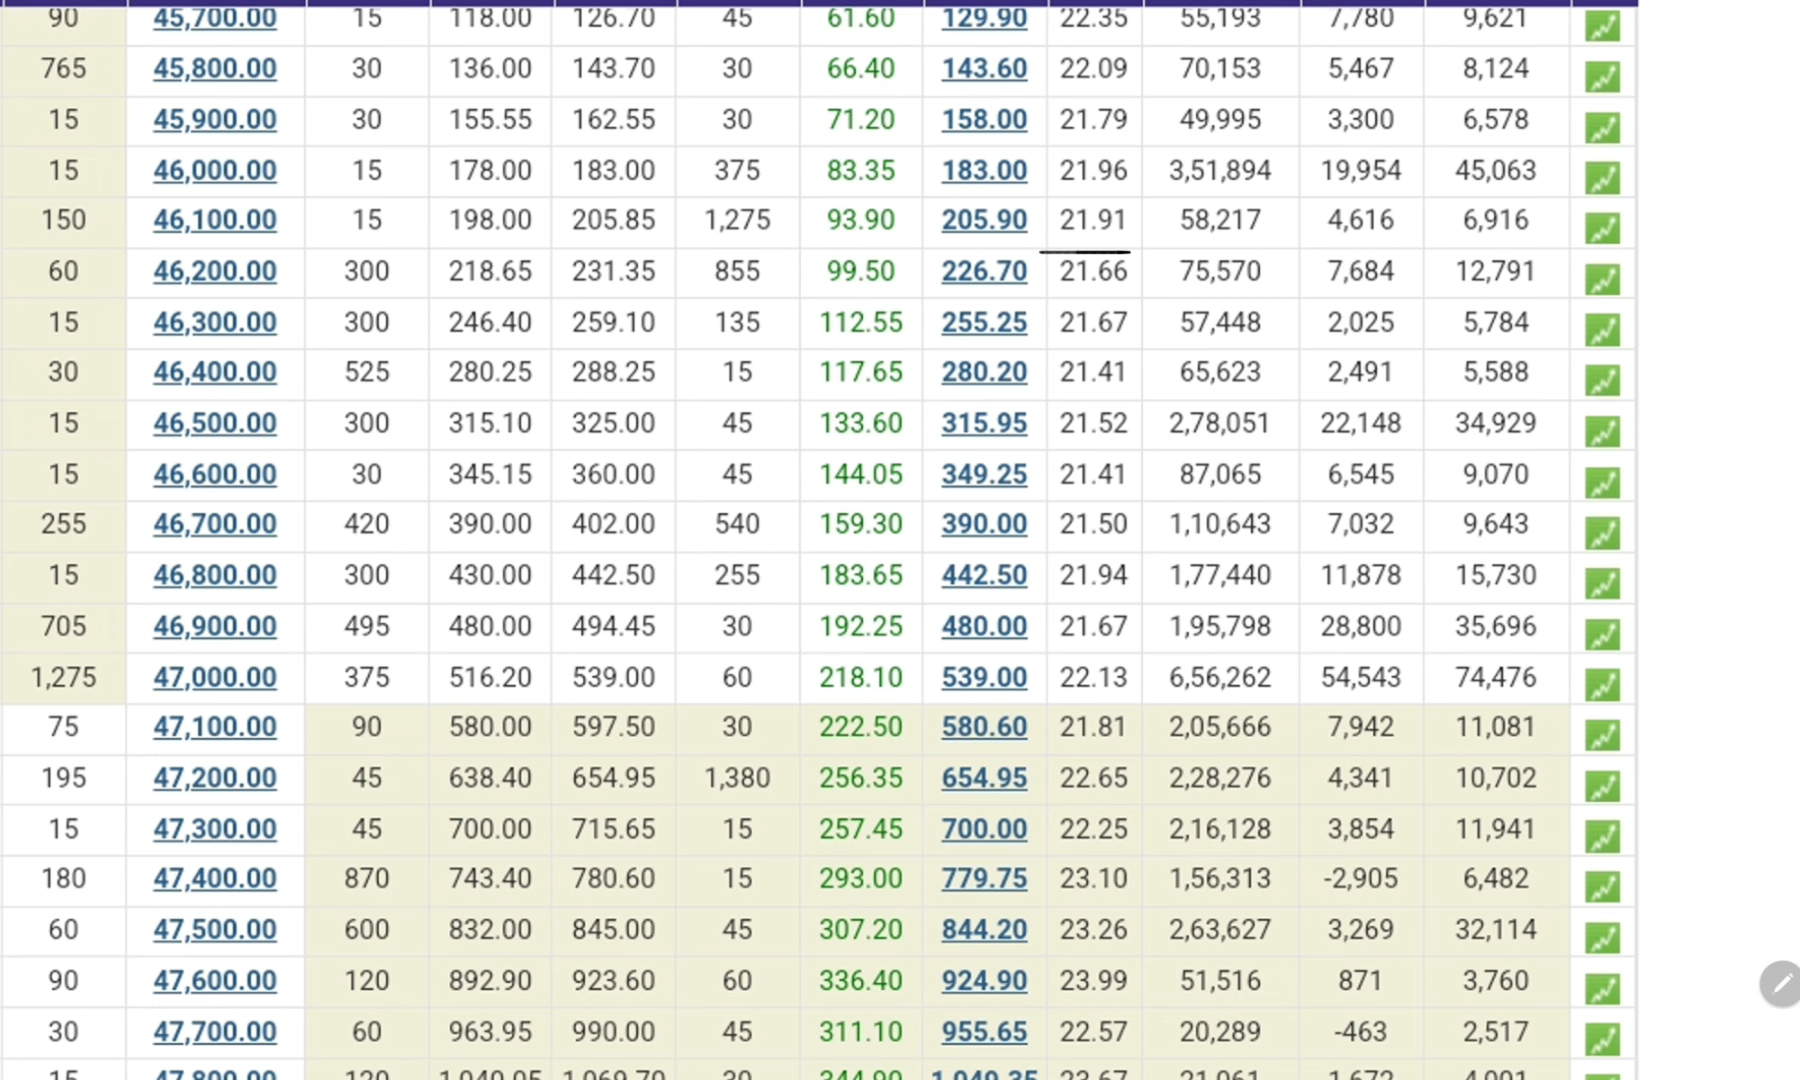 90 45,700.00 15 118.00 126.70 45 61.60 129.90 22.35 55,193 7,780 9,621
765 45,800.00 30 136.00 143.70 30 66.40 143.60 22.09 70,153 5,467 8,124
15 45,900.00 30 155.55 162.55 30 71.20 158.00 21.79 49,995 3,300 6,578
15 46,000.00 15 178.00 183.00 375 83.35 183.00 21.96 3,51,894 19,954 45,063
150 46,100.00 15 198.00 205.85 1,275 93.90 205.90 21.91 58,217 4,616 6,916
60 46,200.00 300 218.65 231.35 855 99.50 226.70 21.66 75,570 7,684 12,791
15 46,300.00 300 246.40 259.10 135 112.55 255.25 21.67 57,448 2,025 5,784
30 46,400.00 525 280.25 288.25 15 117.65 280.20 21.41 65,623 2,491 5,588
15 46,500.00 300 315.10 325.00 45 133.60 315.95 21.52 2,78,051 22,148 34,929
15 46,600.00 30 345.15 360.00 45 144.05 349.25 21.41 87,065 6,545 9,070
255 46,700.00 420 390.00 402.00 540 159.30 390.00 21.50 1,10,643 7,032 9,643
15 46,800.00 300 430.00 442.50 255 183.65 442.50 21.94 1,77,440 11,878 15,730
705 46,900.00 495 480.00 494.45 30 192.25 480.00 21.67 1,95,798 28,800 35,696
1,275 47,000.00 375 516.20 539.00 60 218.10 539.00 22.13 6,56,262 54,543 74,476
75 47,100.00 90 580.00 597.50 30 222.50 580.60 21.81 2,05,666 7,942 11,081
195 47,200.00 45 638.40 654.95 1,380 256.35 654.95 22.65 2,28,276 4,341 10,702
15 47,300.00 45 700.00 715.65 15 257.45 700.00 22.25 2,16,128 3,854 11,941
180 47,400.00 870 743.40 780.60 15 293.00 779.75 23.10 1,56,313 -2,905 6,482
60 47,500.00 600 832.00 845.00 45 307.20 844.20 23.26 2,63,627 3,269 32,114
90 47,600.00 120 892.90 923.60 60 336.40 924.90 23.99 51,516 871 3,760
30 47,700.00 60 963.95 990.00 45 311.10 955.65 22.57 20,289 -463 2,517